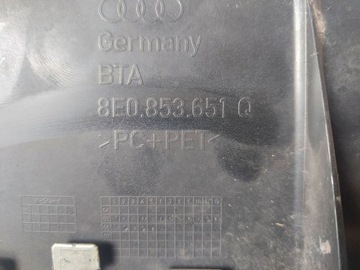 Germany
BTA
8E0.853.651 Q
>PC+PET<